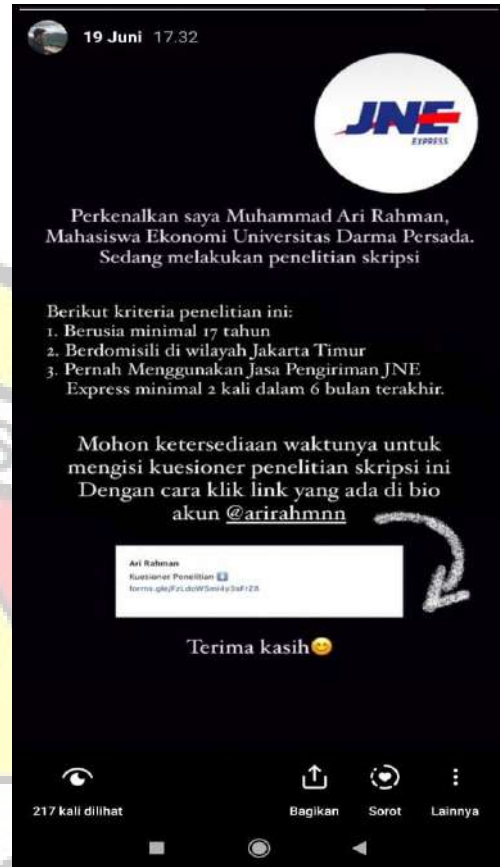 19 Juni 17.32
JNE
EXPRESS
Perkenalkan saya Muhammad Ari Rahman,
Mahasiswa Ekonomi Universitas Darma Persada.
Sedang melakukan penelitian skripsi
Berikut kriteria penelitian ini:
1. Berusia minimal 17 tahun
2. Berdomisili di wilayah Jakarta Timur
3. Pernah Menggunakan Jasa Pengiriman JNE
Express minimal 2 kali dalam 6 bulan terakhir.
Mohon ketersediaan waktunya untuk
mengisi kuesioner penelitian skripsi ini
Dengan cara klik link yang ada di bio
akun @arirahmnn
Ari Rahman
Kuesioner Penelitian ⬇️
Terima kasih😊
217 kali dilihat
Bagikan
Sorot
Lainnya